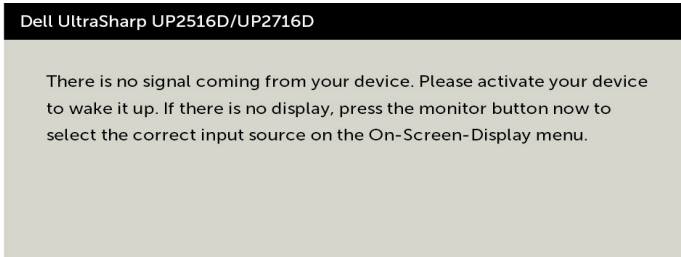 Dell UltraSharp UP2516D/UP2716D
There is no signal coming from your device. Please activate your device
to wake it up. If there is no display, press the monitor button now to
select the correct input source on the On-Screen-Display menu.